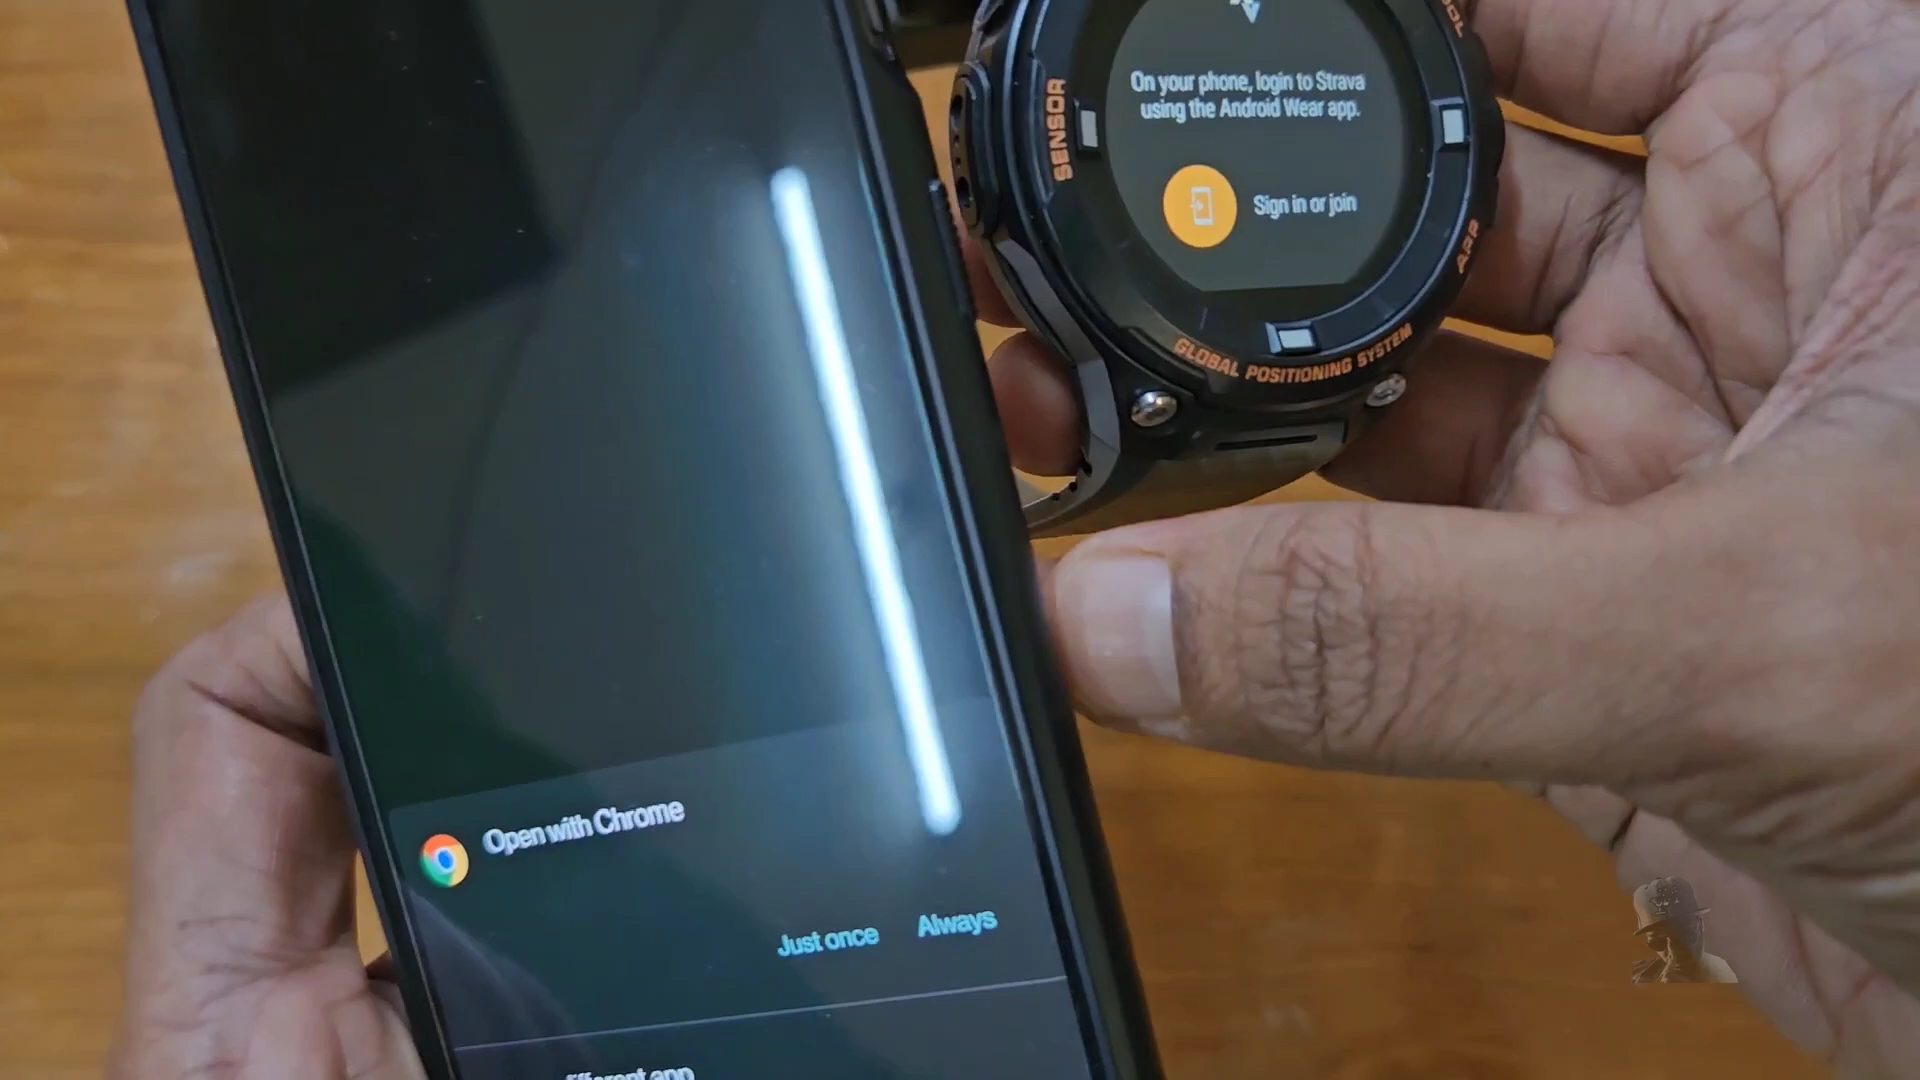 On your phone, login to Strava
using the Android Wear app.
Sign in or join
SENSOR
APP
GLOBAL POSITIONING SYSTEM
Open with Chrome
Just once
Always
app